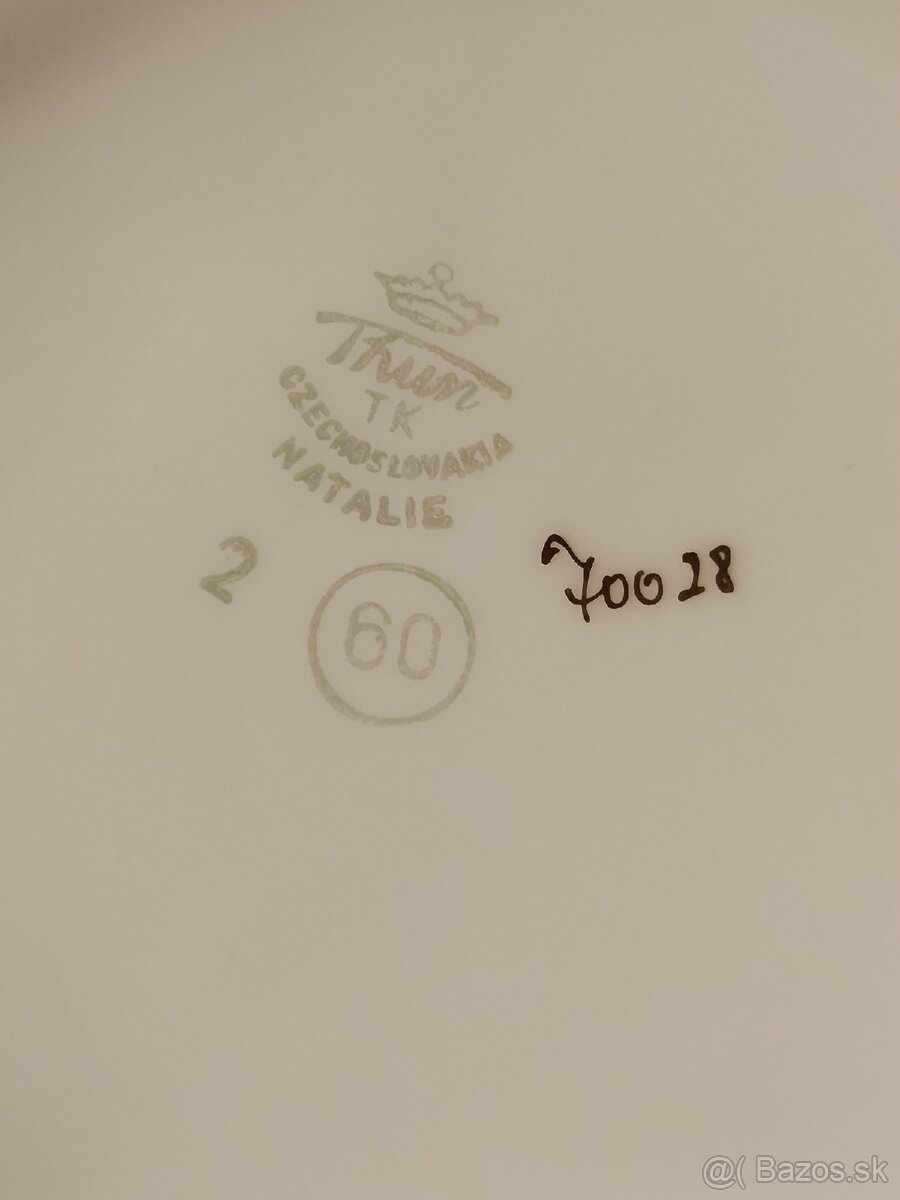 Thun
TK
CZECHOSLOVAKIA
NATALIE
2
60
70028
@( Bazos.sk